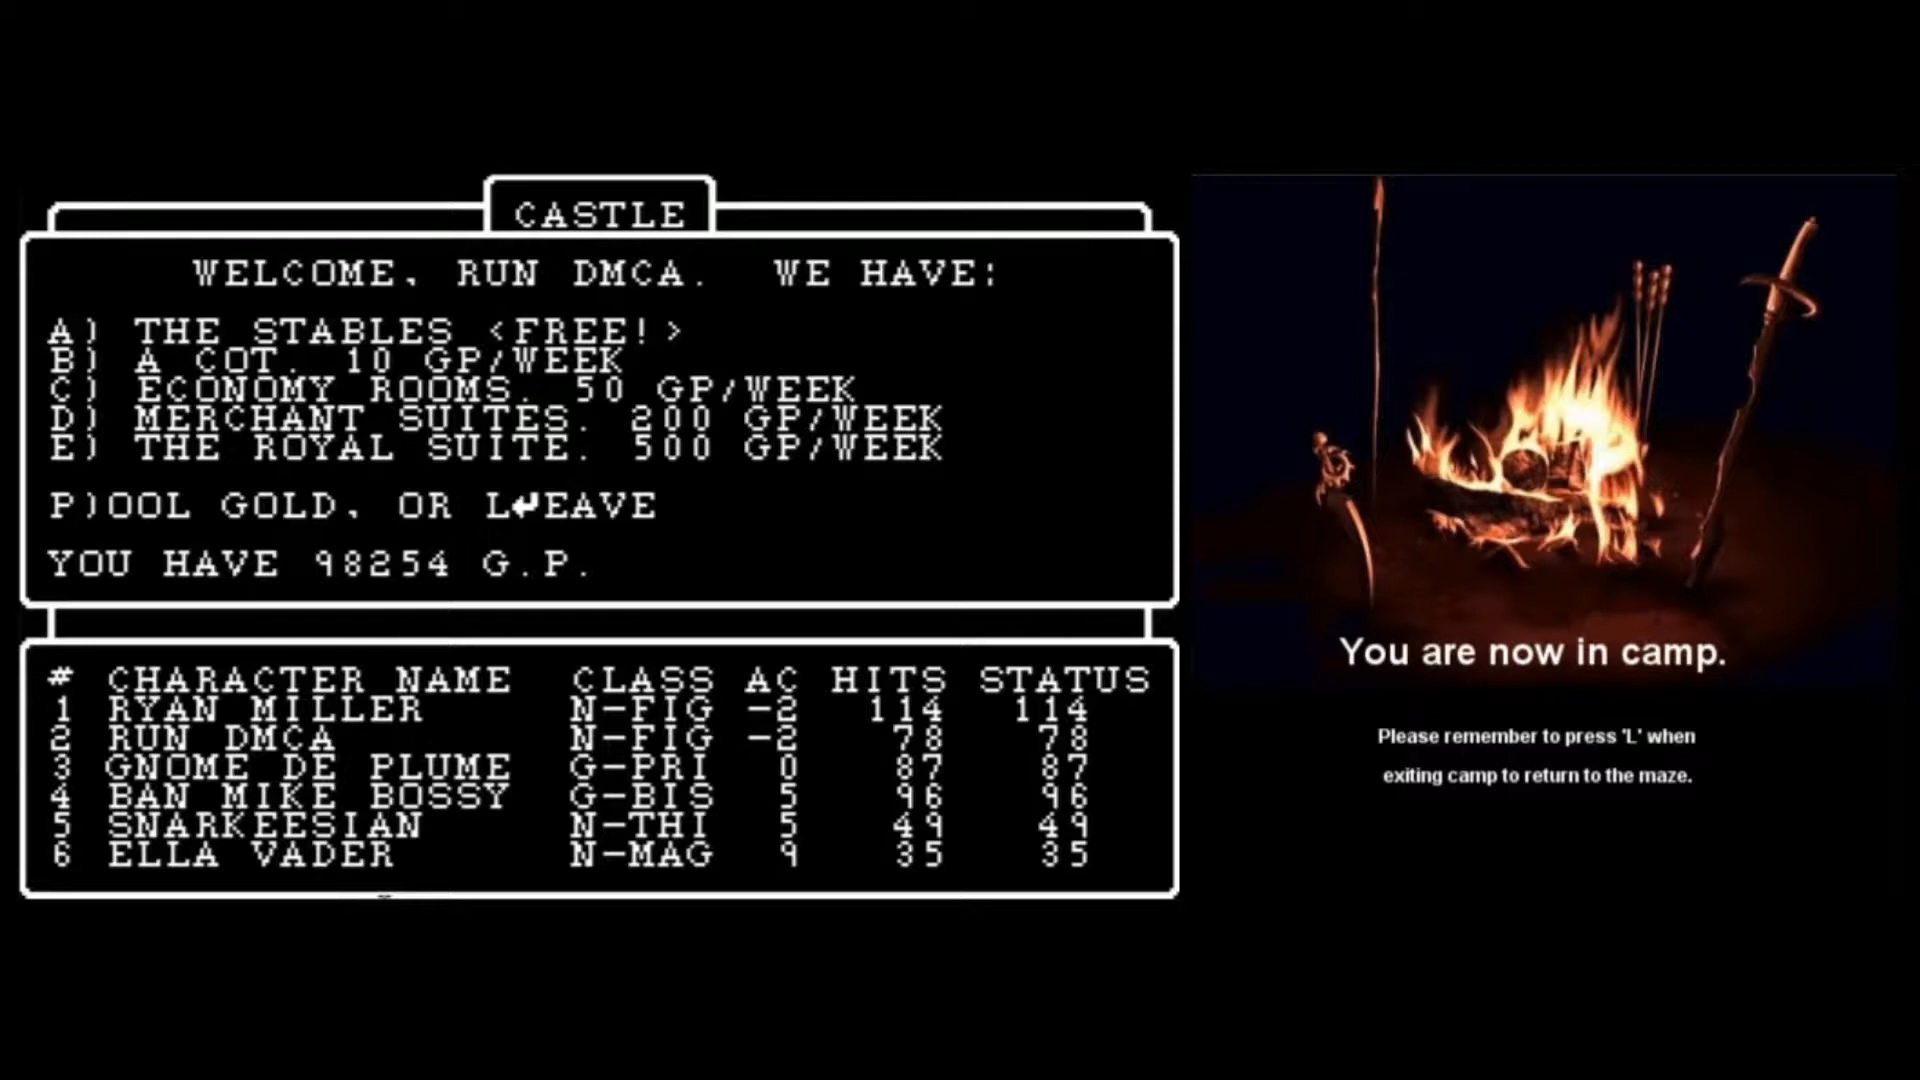 CASTLE
WELCOME, RUN DMCA. WE HAVE:
A) THE STABLES <FREE!>
B) A COT. 10 GP/WEEK
C) ECONOMY ROOMS. 50 GP/WEEK
D) MERCHANT SUITES. 200 GP/WEEK
E) THE ROYAL SUITE. 500 GP/WEEK
P)OOL GOLD, OR L↵EAVE
YOU HAVE 98254 G.P.
# CHARACTER NAME CLASS AC HITS STATUS
1 RYAN MILLER N-FIG -2 114 114
2 RUN DMCA N-FIG -2 78 78
3 GNOME DE PLUME G-PRI 0 87 87
4 BAN MIKE BOSSY G-BIS 5 96 96
5 SNARKEESIAN N-THI 5 49 49
6 ELLA VADER N-MAG 9 35 35
You are now in camp.
Please remember to press 'L' when
exiting camp to return to the maze.